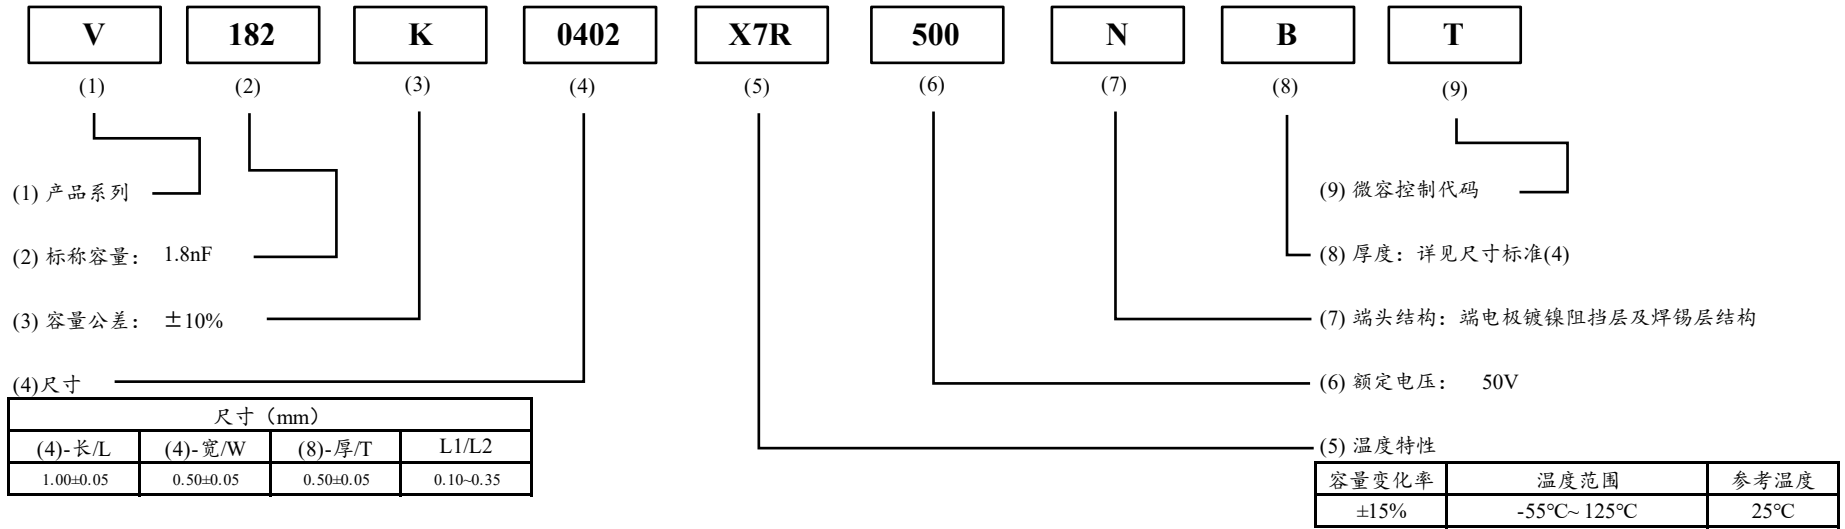 V 182 K 0402 X7R 500 N B T
(1) (2) (3) (4) (5) (6) (7) (8) (9)
(1) 产品系列
(9) 微容控制代码
(2) 标称容量： 1.8nF
(8) 厚度：详见尺寸标准(4)
(3) 容量公差： ±10%
(7) 端头结构：端电极镀镍阻挡层及焊锡层结构
(4)尺寸
(6) 额定电压： 50V
尺寸（mm）
(4)-长/L (4)-宽/W (8)-厚/T L1/L2
1.00±0.05 0.50±0.05 0.50±0.05 0.10~0.35
(5) 温度特性
容量变化率 温度范围 参考温度
±15% -55℃~ 125℃ 25℃